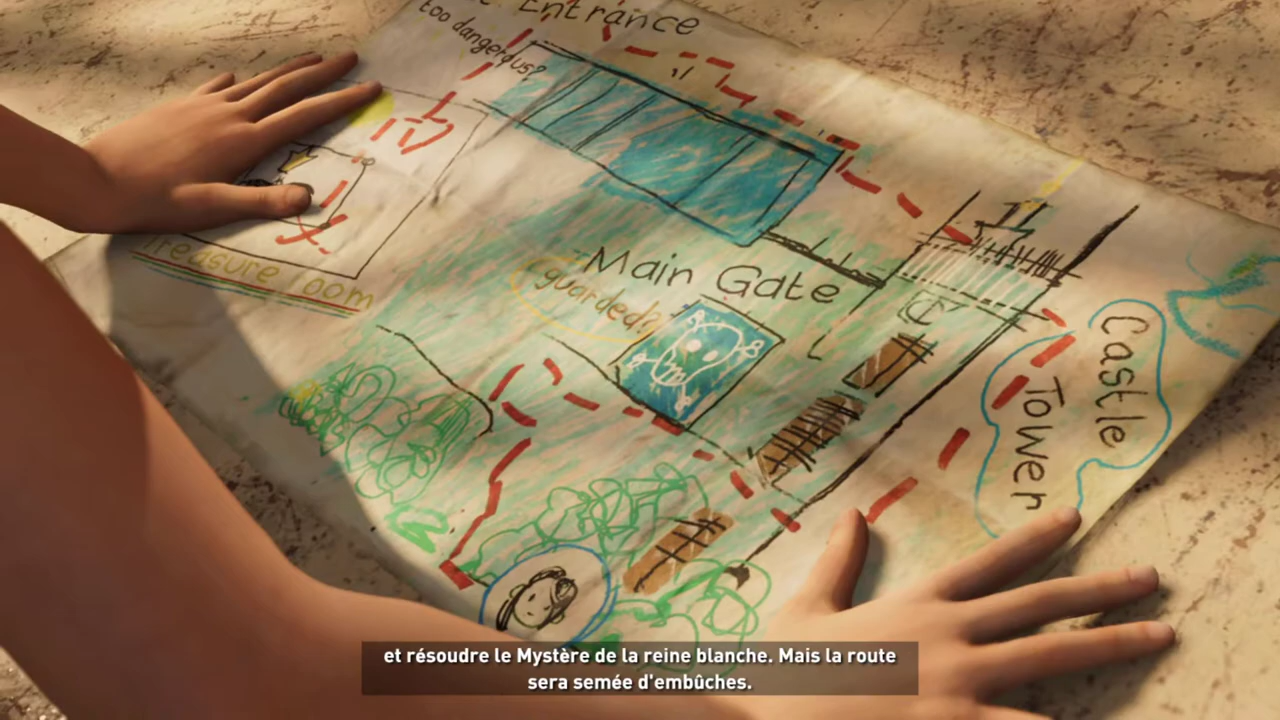 Entrance
too dangerous?
Main Gate
(guarded!)
Treasure room
Castle
Tower
et résoudre le Mystère de la reine blanche. Mais la route
sera semée d'embûches.